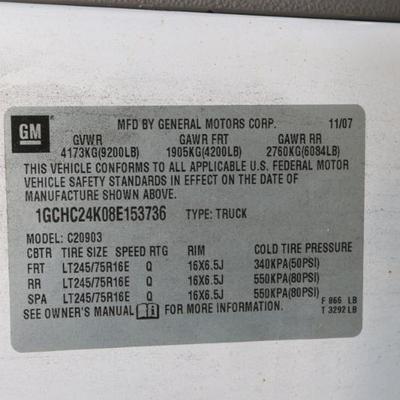 GM
MFD BY GENERAL MOTORS CORP. 11/07
GVWR GAWR FRT GAWR RR
4173KG(9200LB) 1905KG(4200LB) 2760KG(6084LB)
THIS VEHICLE CONFORMS TO ALL APPLICABLE U.S. FEDERAL MOTOR
VEHICLE SAFETY STANDARDS IN EFFECT ON THE DATE OF
MANUFACTURE SHOWN ABOVE.
1GCHC24K08E153736 TYPE: TRUCK
MODEL: C20903
CBTR TIRE SIZE SPEED RTG RIM COLD TIRE PRESSURE
FRT LT245/75R16E Q 16X6.5J 340KPA(50PSI)
RR LT245/75R16E Q 16X6.5J 550KPA(80PSI)
SPA LT245/75R16E Q 16X6.5J 550KPA(80PSI)
SEE OWNER'S MANUAL FOR MORE INFORMATION. F 866 LB
T 3292 LB